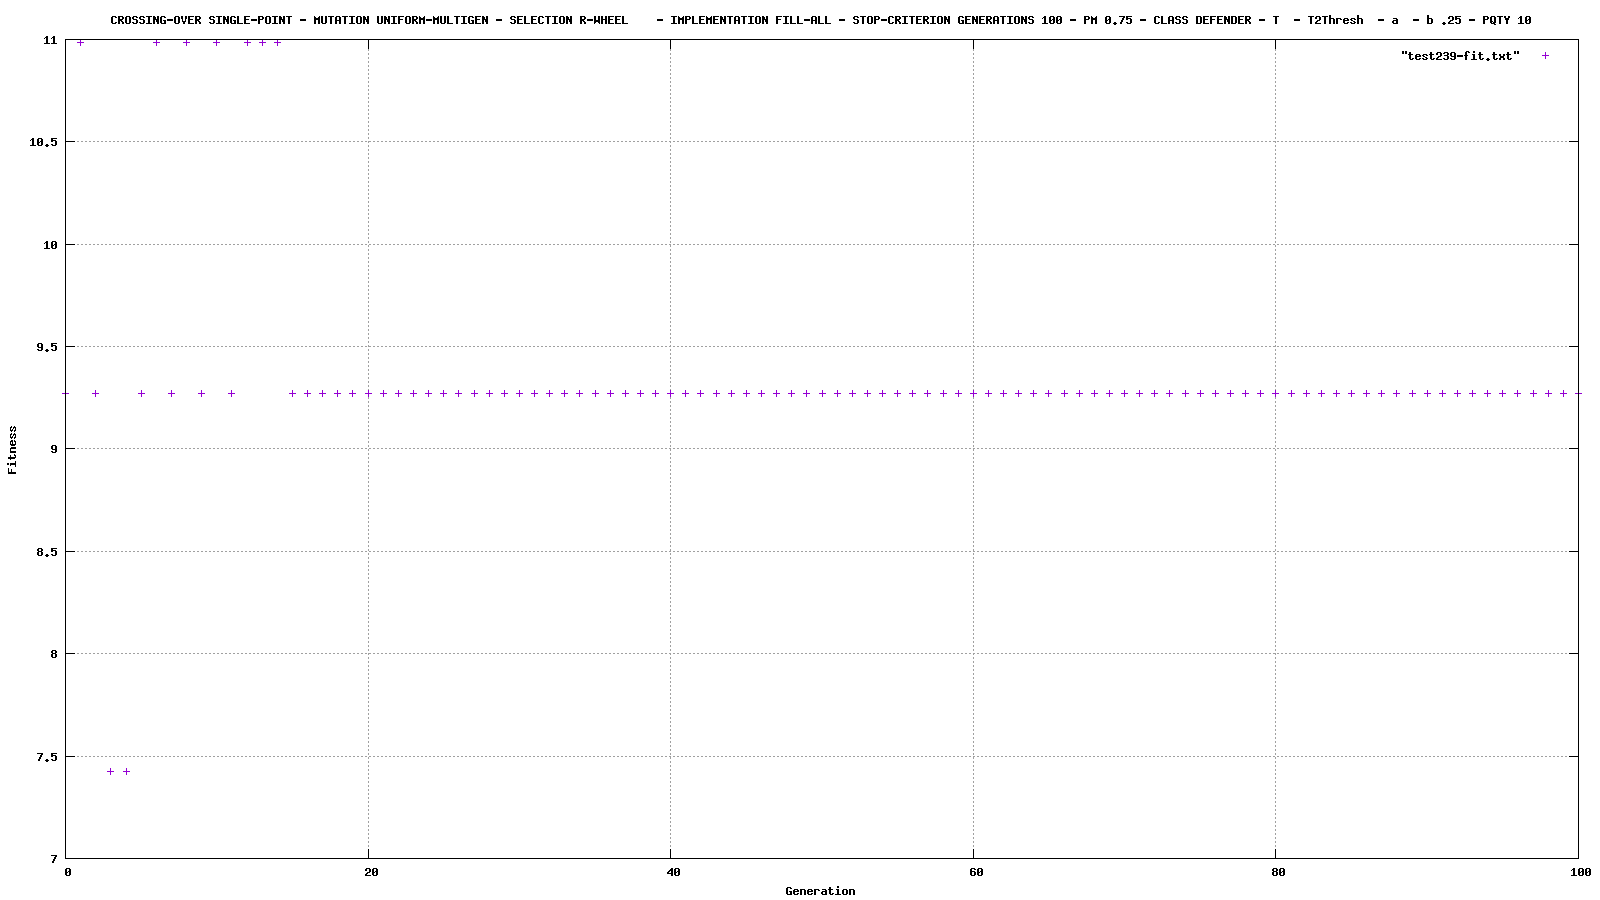 CROSSING-OVER SINGLE-POINT - MUTATION UNIFORM-MULTIGEN - SELECTION R-WHEEL    - IMPLEMENTATION FILL-ALL - STOP-CRITERION GENERATIONS 100 - PM 0.75 - CLASS DEFENDER - T  - T2Thresh  - a  - b .25 - PQTY 10
"test239-fit.txt"
11
10.5
10
9.5
9
8.5
8
7.5
7
Fitness
0 20 40 60 80 100
Generation